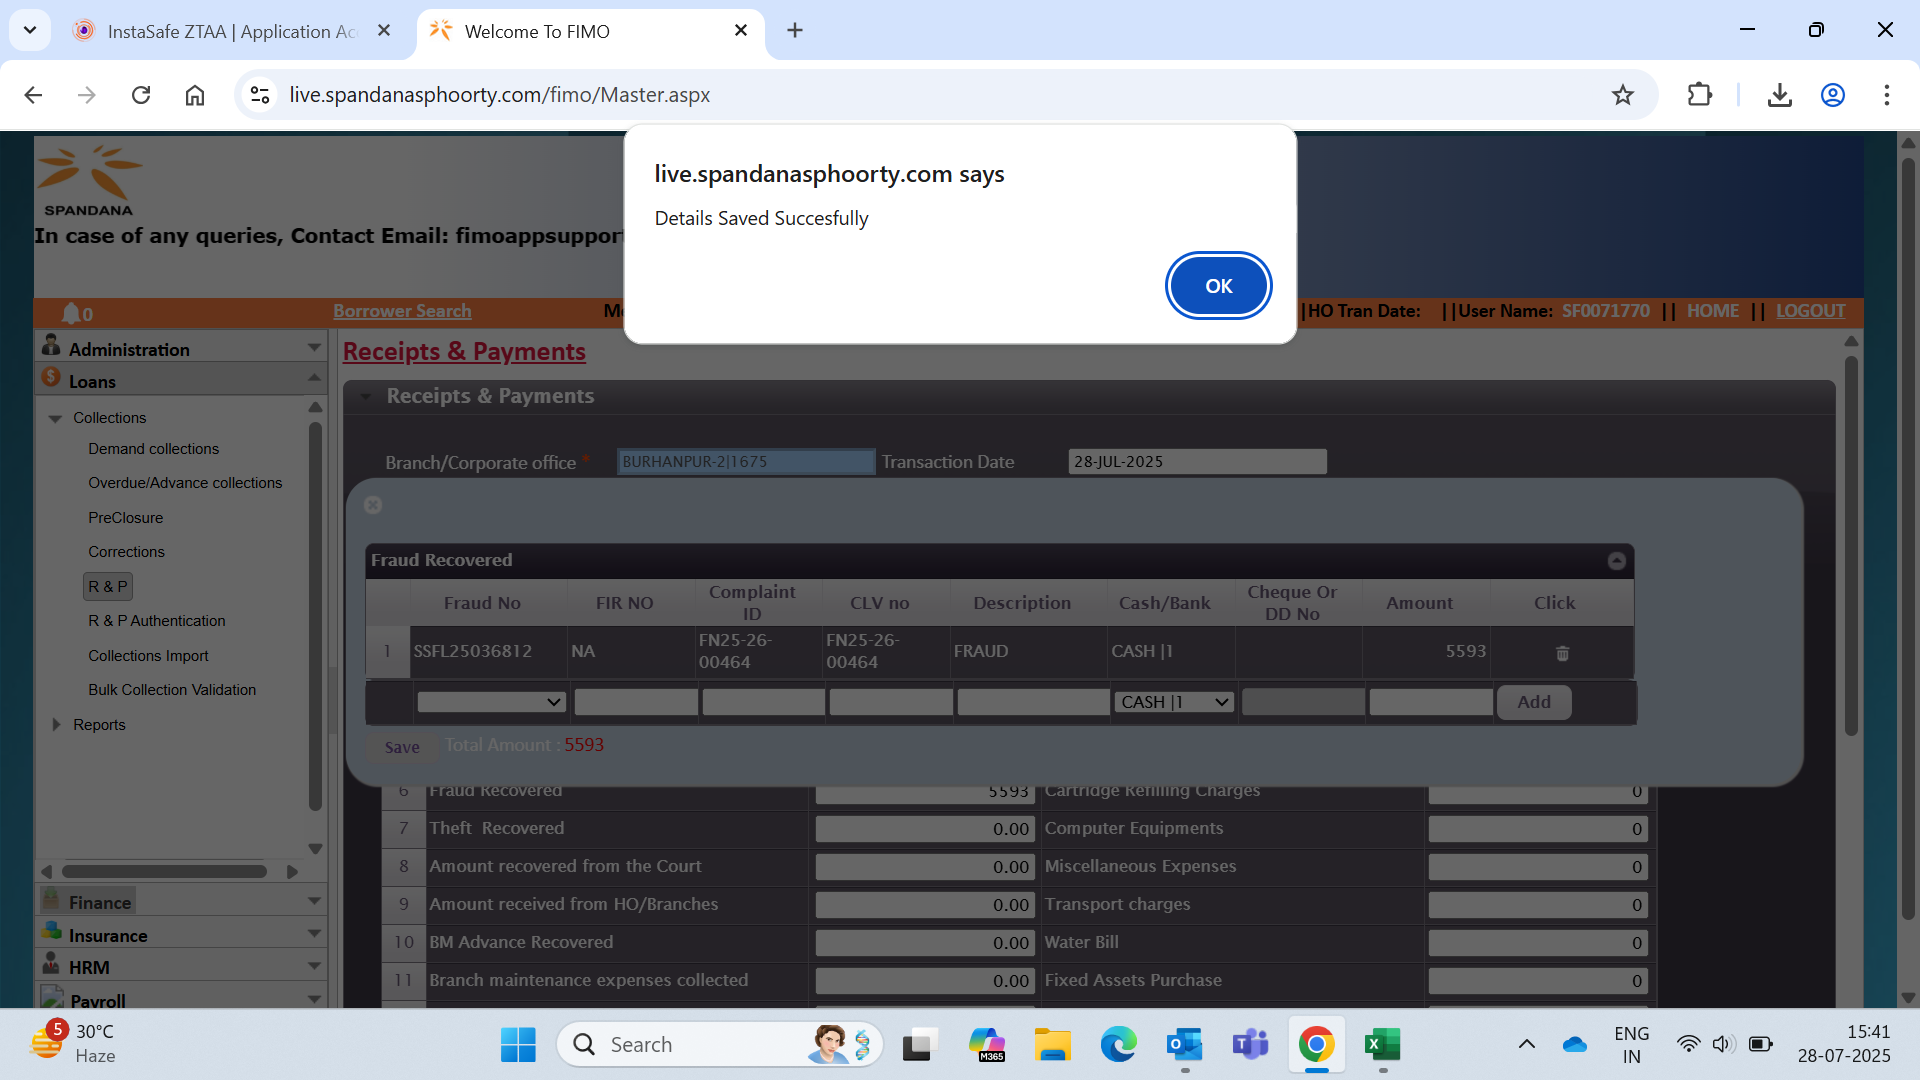 InstaSafe ZTAA | Application Acc
Welcome To FIMO
live.spandanasphoorty.com/fimo/Master.aspx
live.spandanasphoorty.com says
Details Saved Succesfully
OK
SPANDANA
In case of any queries, Contact Email: fimoappsupport
0
Borrower Search
|HO Tran Date: ||User Name: SF0071770 || HOME || LOGOUT
Administration
Loans
Collections
Demand collections
Overdue/Advance collections
PreClosure
Corrections
R & P
R & P Authentication
Collections Import
Bulk Collection Validation
Reports
Finance
Insurance
HRM
Payroll
Receipts & Payments
Receipts & Payments
Branch/Corporate office * BURHANPUR-2|1675 Transaction Date 28-JUL-2025
Fraud Recovered
Fraud No FIR NO Complaint ID CLV no Description Cash/Bank Cheque Or DD No Amount Click
1 SSFL25036812 NA FN25-26-00464 FN25-26-00464 FRAUD CASH |1 5593
CASH |1 Add
Save Total Amount : 5593
6 Fraud Recovered 5593 Cartridge Refilling Charges 0
7 Theft Recovered 0.00 Computer Equipments 0
8 Amount recovered from the Court 0.00 Miscellaneous Expenses 0
9 Amount received from HO/Branches 0.00 Transport charges 0
10 BM Advance Recovered 0.00 Water Bill 0
11 Branch maintenance expenses collected 0.00 Fixed Assets Purchase 0
5
30°C
Haze
Search
M365
ENG
IN
15:41
28-07-2025